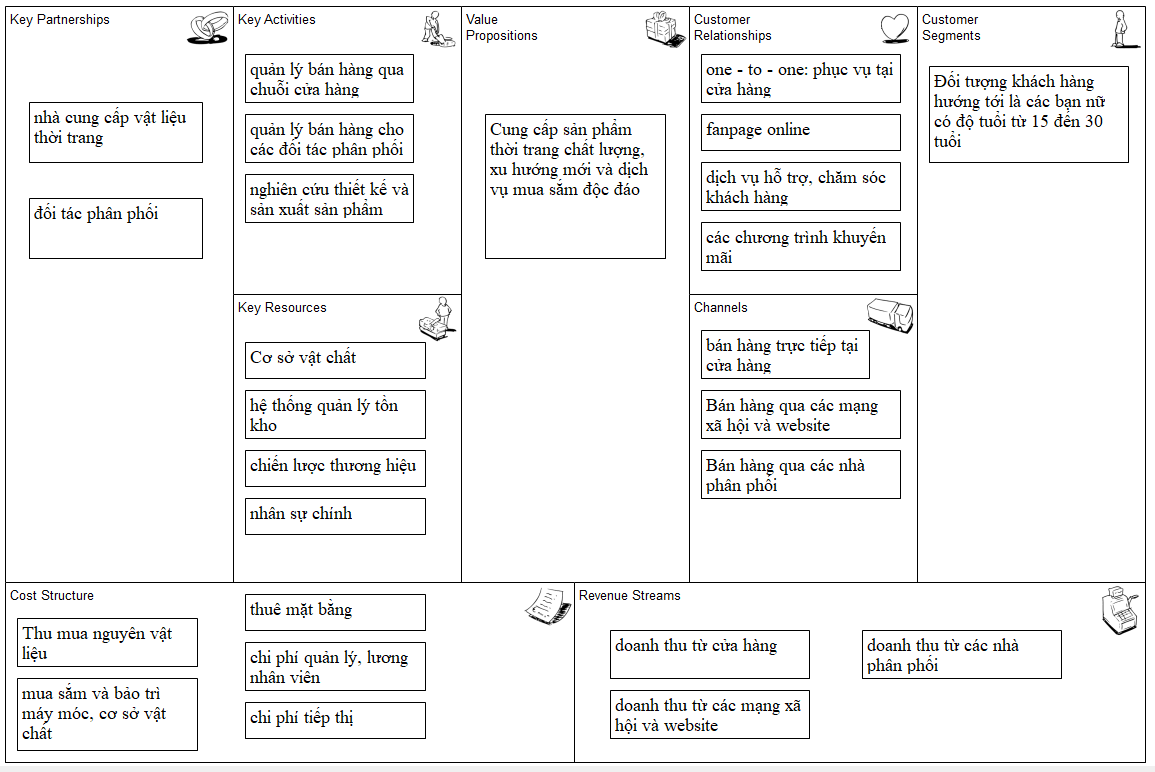 Key Partnerships
nhà cung cấp vật liệu
thời trang
đối tác phân phối
Key Activities
quản lý bán hàng qua
chuỗi cửa hàng
quản lý bán hàng cho
các đối tác phân phối
nghiên cứu thiết kế và
sản xuất sản phẩm
Key Resources
Cơ sở vật chất
hệ thống quản lý tồn
kho
chiến lược thương hiệu
nhân sự chính
Value
Propositions
Cung cấp sản phẩm
thời trang chất lượng,
xu hướng mới và dịch
vụ mua sắm độc đáo
Customer
Relationships
one - to - one: phục vụ tại
cửa hàng
fanpage online
dịch vụ hỗ trợ, chăm sóc
khách hàng
các chương trình khuyến
mãi
Channels
bán hàng trực tiếp tại
cửa hàng
Bán hàng qua các mạng
xã hội và website
Bán hàng qua các nhà
phân phối
Customer
Segments
Đối tượng khách hàng
hướng tới là các bạn nữ
có độ tuổi từ 15 đến 30
tuổi
Cost Structure
Thu mua nguyên vật
liệu
mua sắm và bảo trì
máy móc, cơ sở vật
chất
thuê mặt bằng
chi phí quản lý, lương
nhân viên
chi phí tiếp thị
Revenue Streams
doanh thu từ cửa hàng
doanh thu từ các mạng xã
hội và website
doanh thu từ các nhà
phân phối